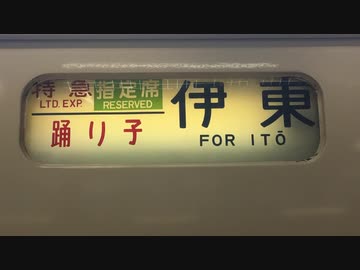 特急 指定席
LTD. EXP. RESERVED
踊り子
伊東
FOR ITŌ